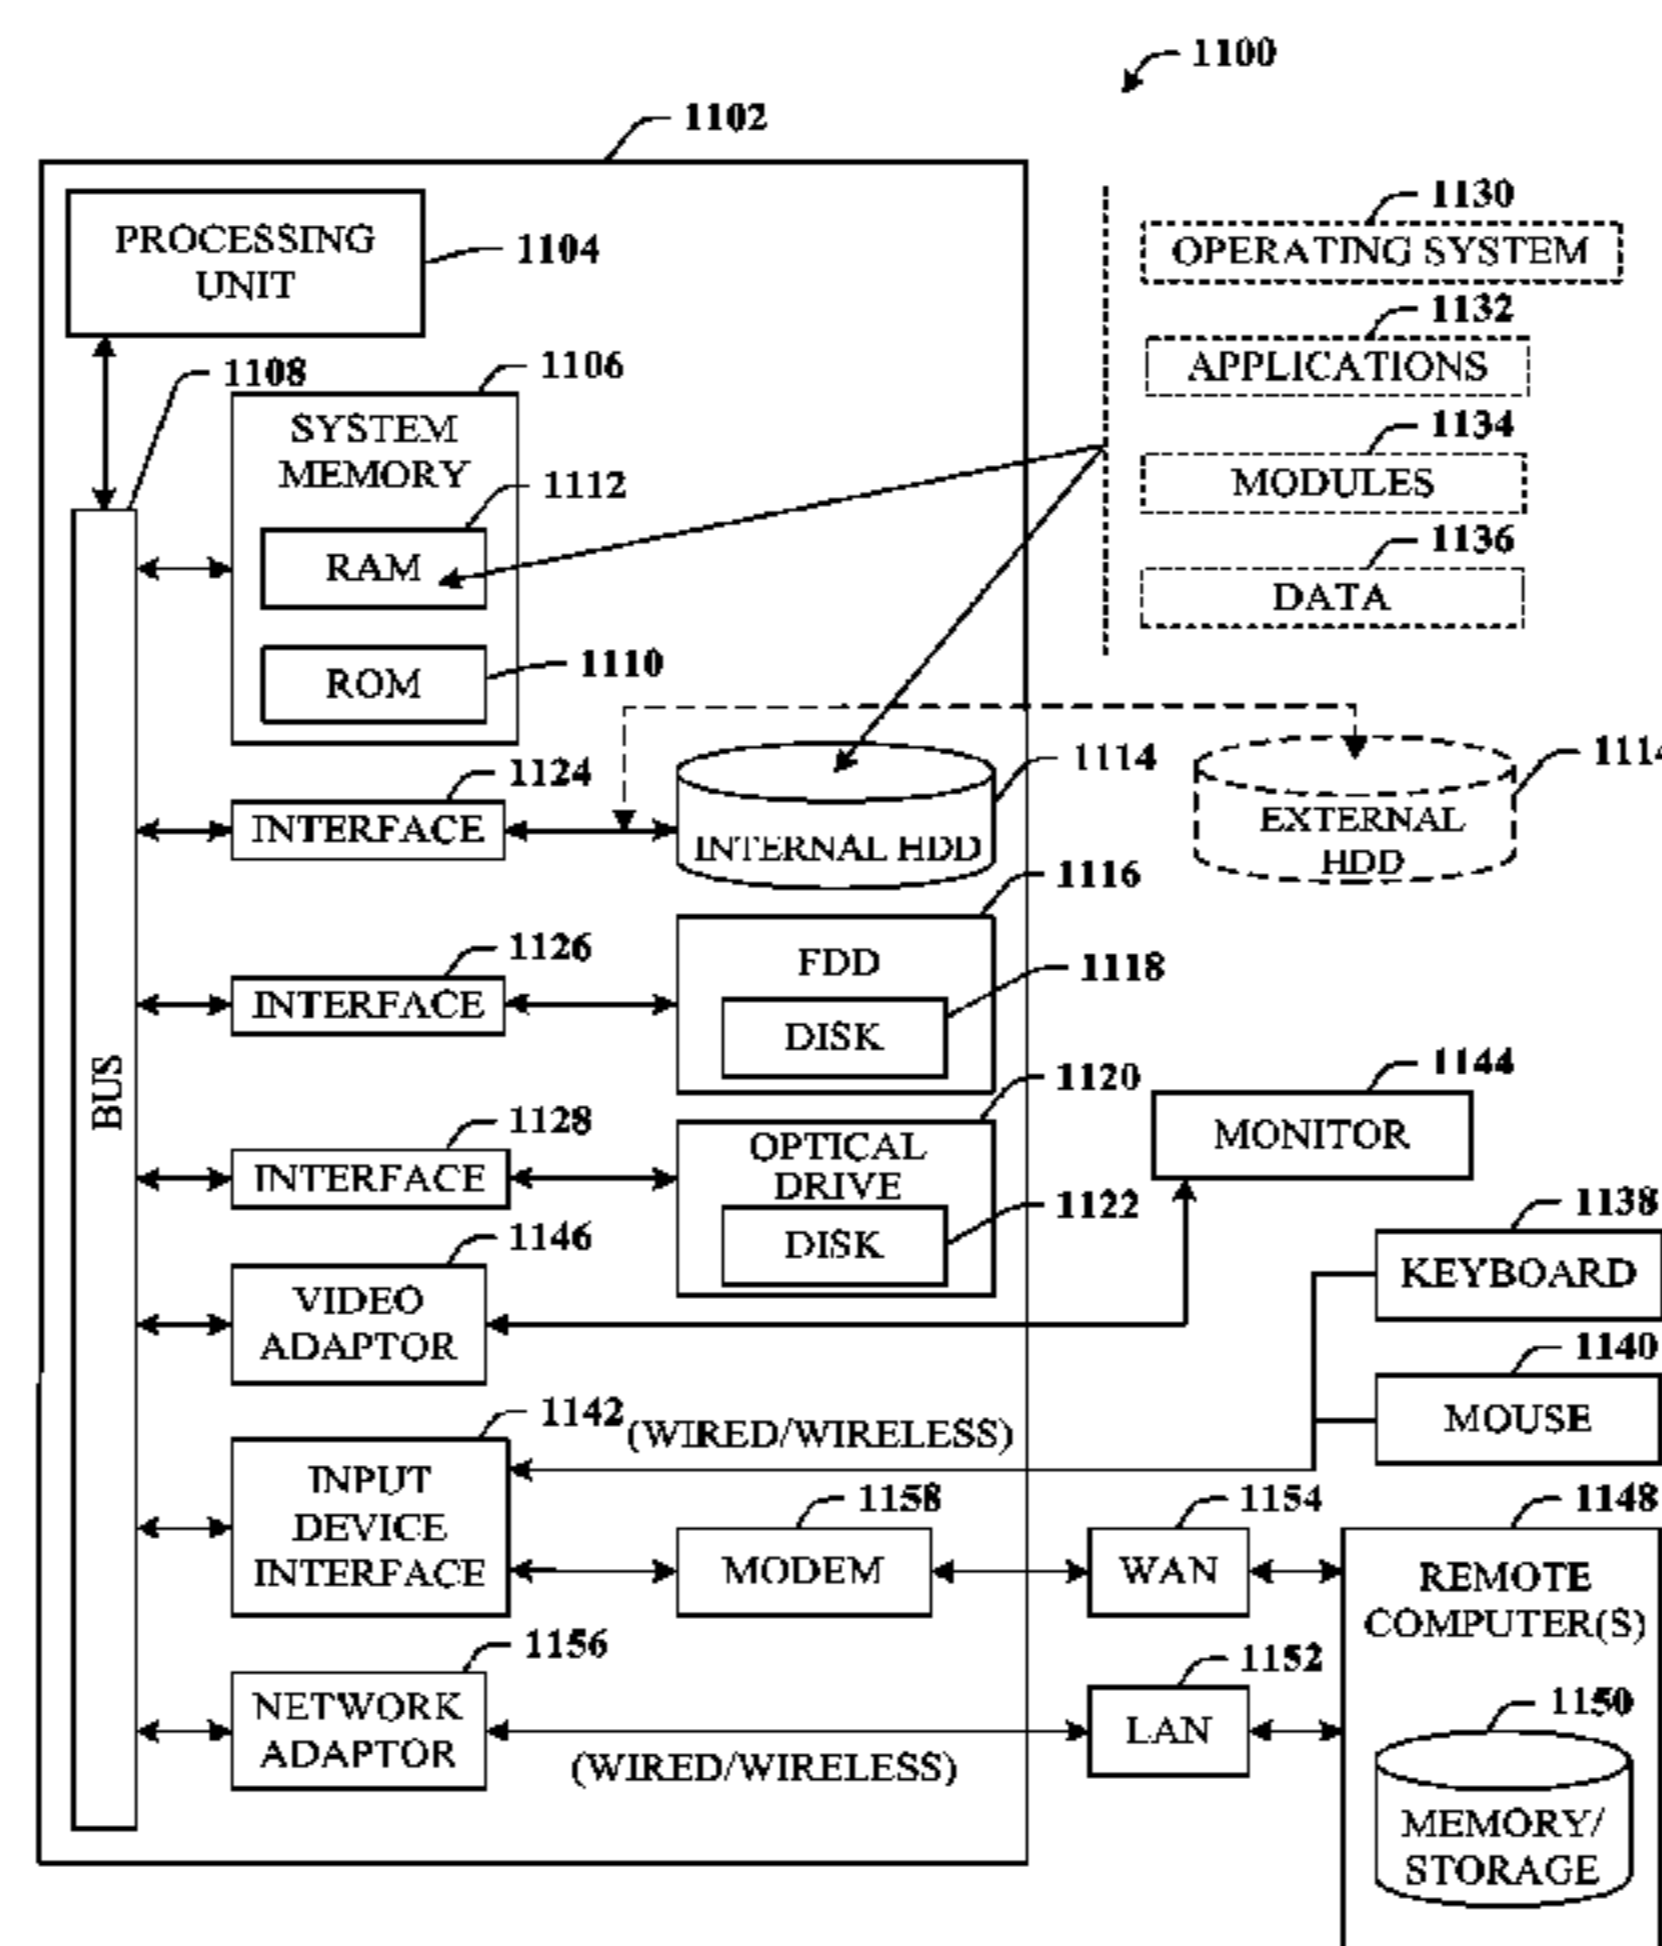 1100
1102
PROCESSING
UNIT
1104
1108
1106
SYSTEM
MEMORY
1112
RAM
ROM
1110
1130
OPERATING SYSTEM
1132
APPLICATIONS
1134
MODULES
1136
DATA
1124
INTERFACE
1114
INTERNAL HDD
1114
EXTERNAL
HDD
1126
INTERFACE
1116
FDD
1118
DISK
BUS
1128
INTERFACE
1120
OPTICAL
DRIVE
1122
DISK
1144
MONITOR
1146
VIDEO
ADAPTOR
1138
KEYBOARD
1140
MOUSE
1142
(WIRED/WIRELESS)
INPUT
DEVICE
INTERFACE
1158
MODEM
1154
WAN
1148
REMOTE
COMPUTER(S)
1156
NETWORK
ADAPTOR
(WIRED/WIRELESS)
1152
LAN
1150
MEMORY/
STORAGE